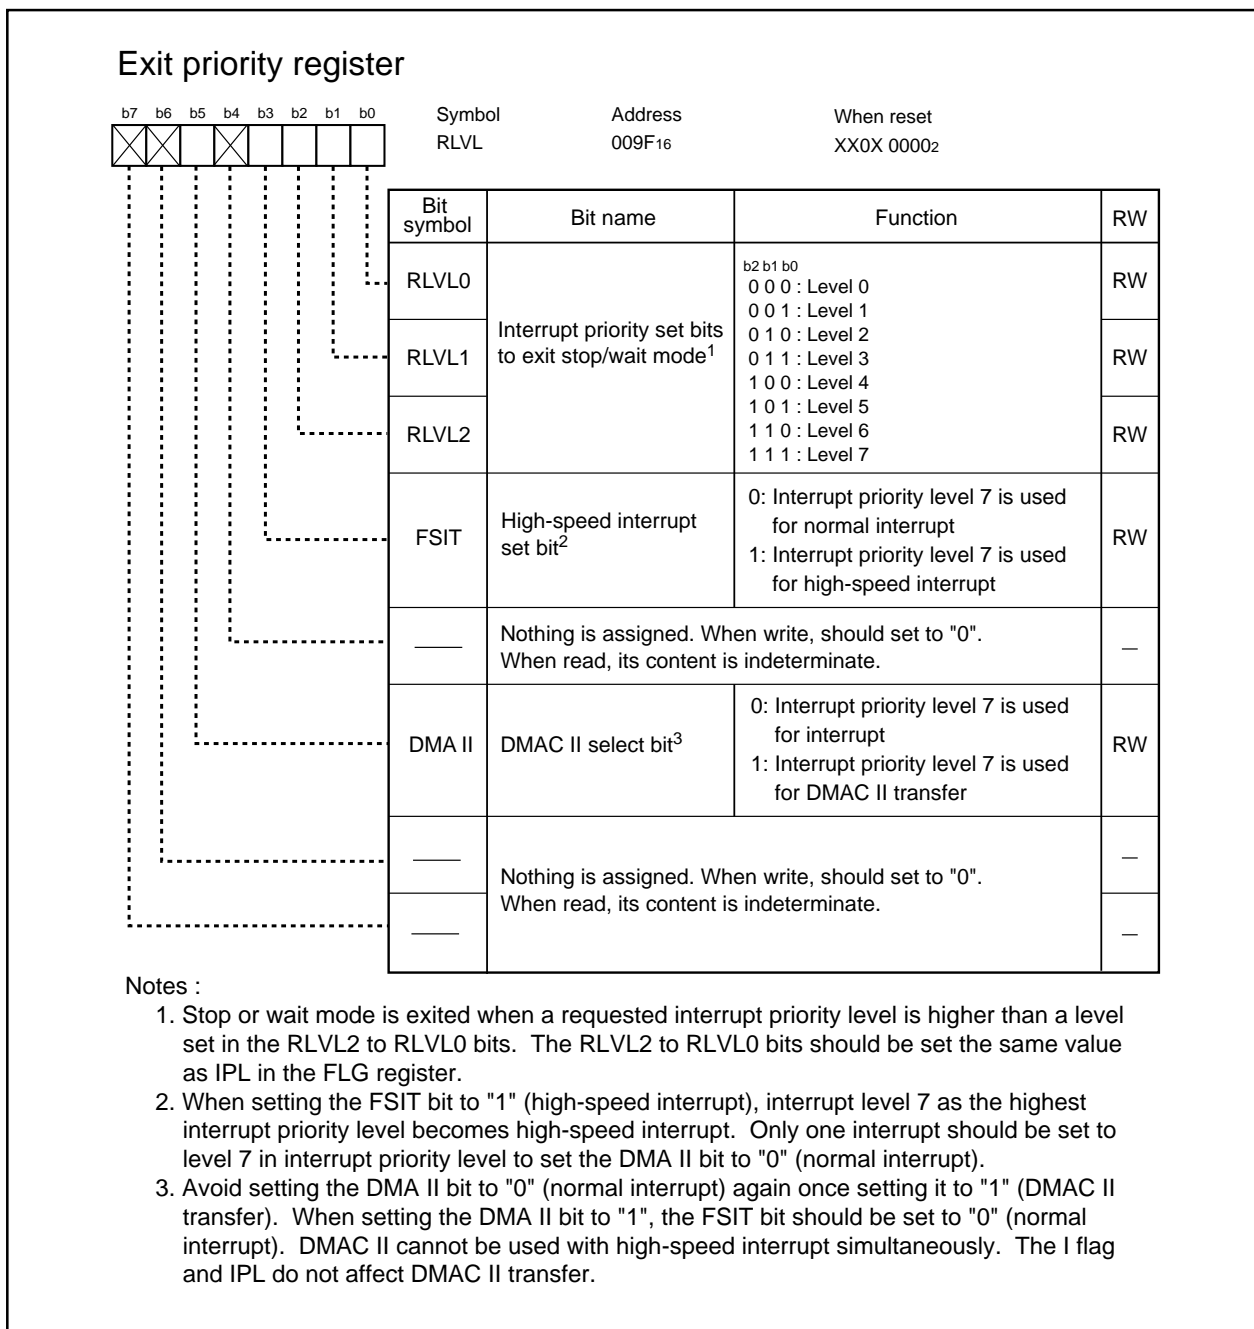 Exit priority register
b7 b6 b5 b4 b3 b2 b1 b0
Symbol Address When reset
RLVL 009F16 XX0X 00002
Bit symbol Bit name Function RW
RLVL0 RW
RLVL1 RW
RLVL2 RW
Interrupt priority set bits
to exit stop/wait mode1
b2 b1 b0
0 0 0 : Level 0
0 0 1 : Level 1
0 1 0 : Level 2
0 1 1 : Level 3
1 0 0 : Level 4
1 0 1 : Level 5
1 1 0 : Level 6
1 1 1 : Level 7
FSIT
High-speed interrupt
set bit2
0: Interrupt priority level 7 is used
for normal interrupt
1: Interrupt priority level 7 is used
for high-speed interrupt
RW
Nothing is assigned. When write, should set to "0".
When read, its content is indeterminate.
DMA II
DMAC II select bit3
0: Interrupt priority level 7 is used
for interrupt
1: Interrupt priority level 7 is used
for DMAC II transfer
RW
Nothing is assigned. When write, should set to "0".
When read, its content is indeterminate.
Notes :
1. Stop or wait mode is exited when a requested interrupt priority level is higher than a level
set in the RLVL2 to RLVL0 bits. The RLVL2 to RLVL0 bits should be set the same value
as IPL in the FLG register.
2. When setting the FSIT bit to "1" (high-speed interrupt), interrupt level 7 as the highest
interrupt priority level becomes high-speed interrupt. Only one interrupt should be set to
level 7 in interrupt priority level to set the DMA II bit to "0" (normal interrupt).
3. Avoid setting the DMA II bit to "0" (normal interrupt) again once setting it to "1" (DMAC II
transfer). When setting the DMA II bit to "1", the FSIT bit should be set to "0" (normal
interrupt). DMAC II cannot be used with high-speed interrupt simultaneously. The I flag
and IPL do not affect DMAC II transfer.